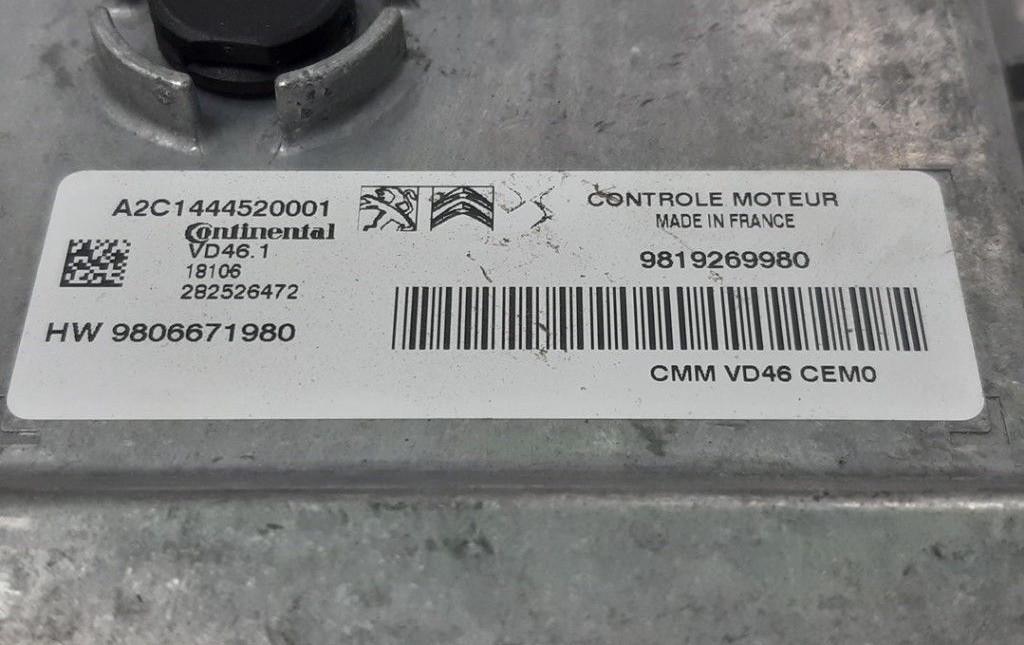 A2C1444520001
Continental
VD46.1
18106
282526472
HW 9806671980
CONTROLE MOTEUR
MADE IN FRANCE
9819269980
CMM VD46 CEM0